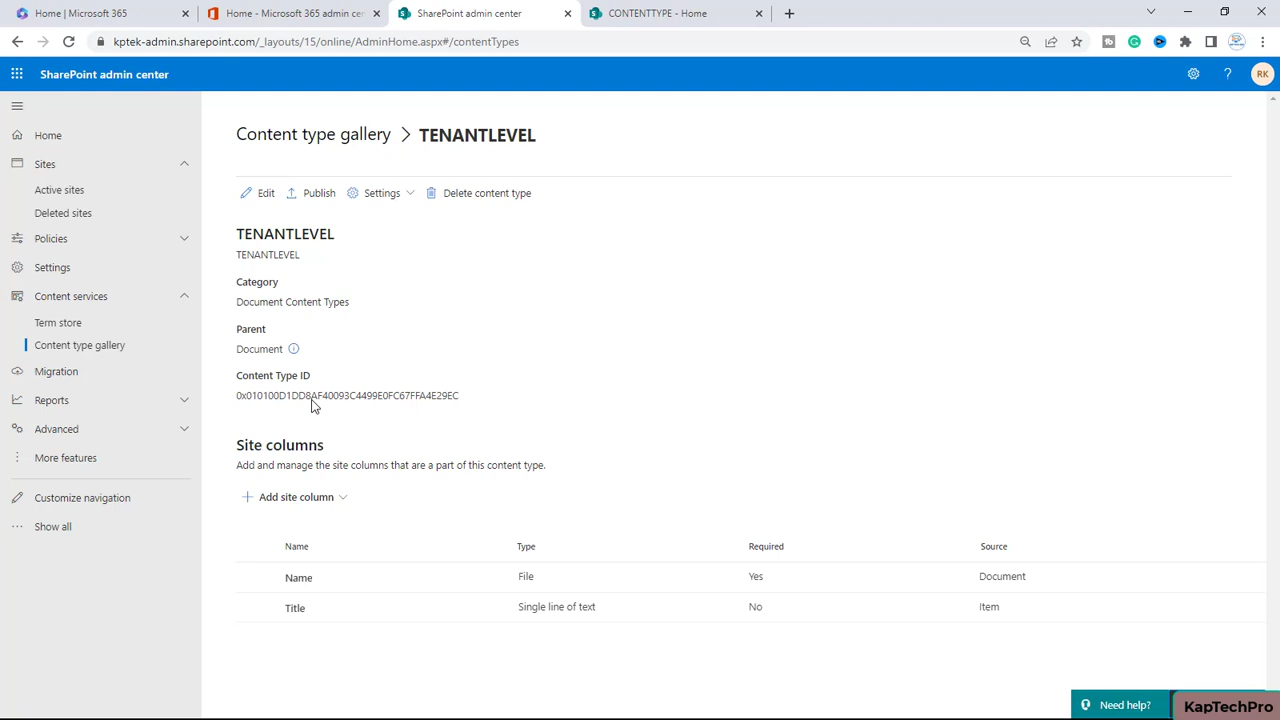 Home | Microsoft 365
Home - Microsoft 365 admin cen
SharePoint admin center
CONTENTTYPE - Home
kptek-admin.sharepoint.com/_layouts/15/online/AdminHome.aspx#/contentTypes
SharePoint admin center
RK
Home
Sites
Active sites
Deleted sites
Policies
Settings
Content services
Term store
Content type gallery
Migration
Reports
Advanced
More features
Customize navigation
Show all
Content type gallery > TENANTLEVEL
Edit Publish Settings Delete content type
TENANTLEVEL
TENANTLEVEL
Category
Document Content Types
Parent
Document
Content Type ID
0x010100D1DD8AF40093C4499E0FC67FFA4E29EC
Site columns
Add and manage the site columns that are a part of this content type.
Add site column
Name Type Required Source
Name File Yes Document
Title Single line of text No Item
Need help?
KapTechPro